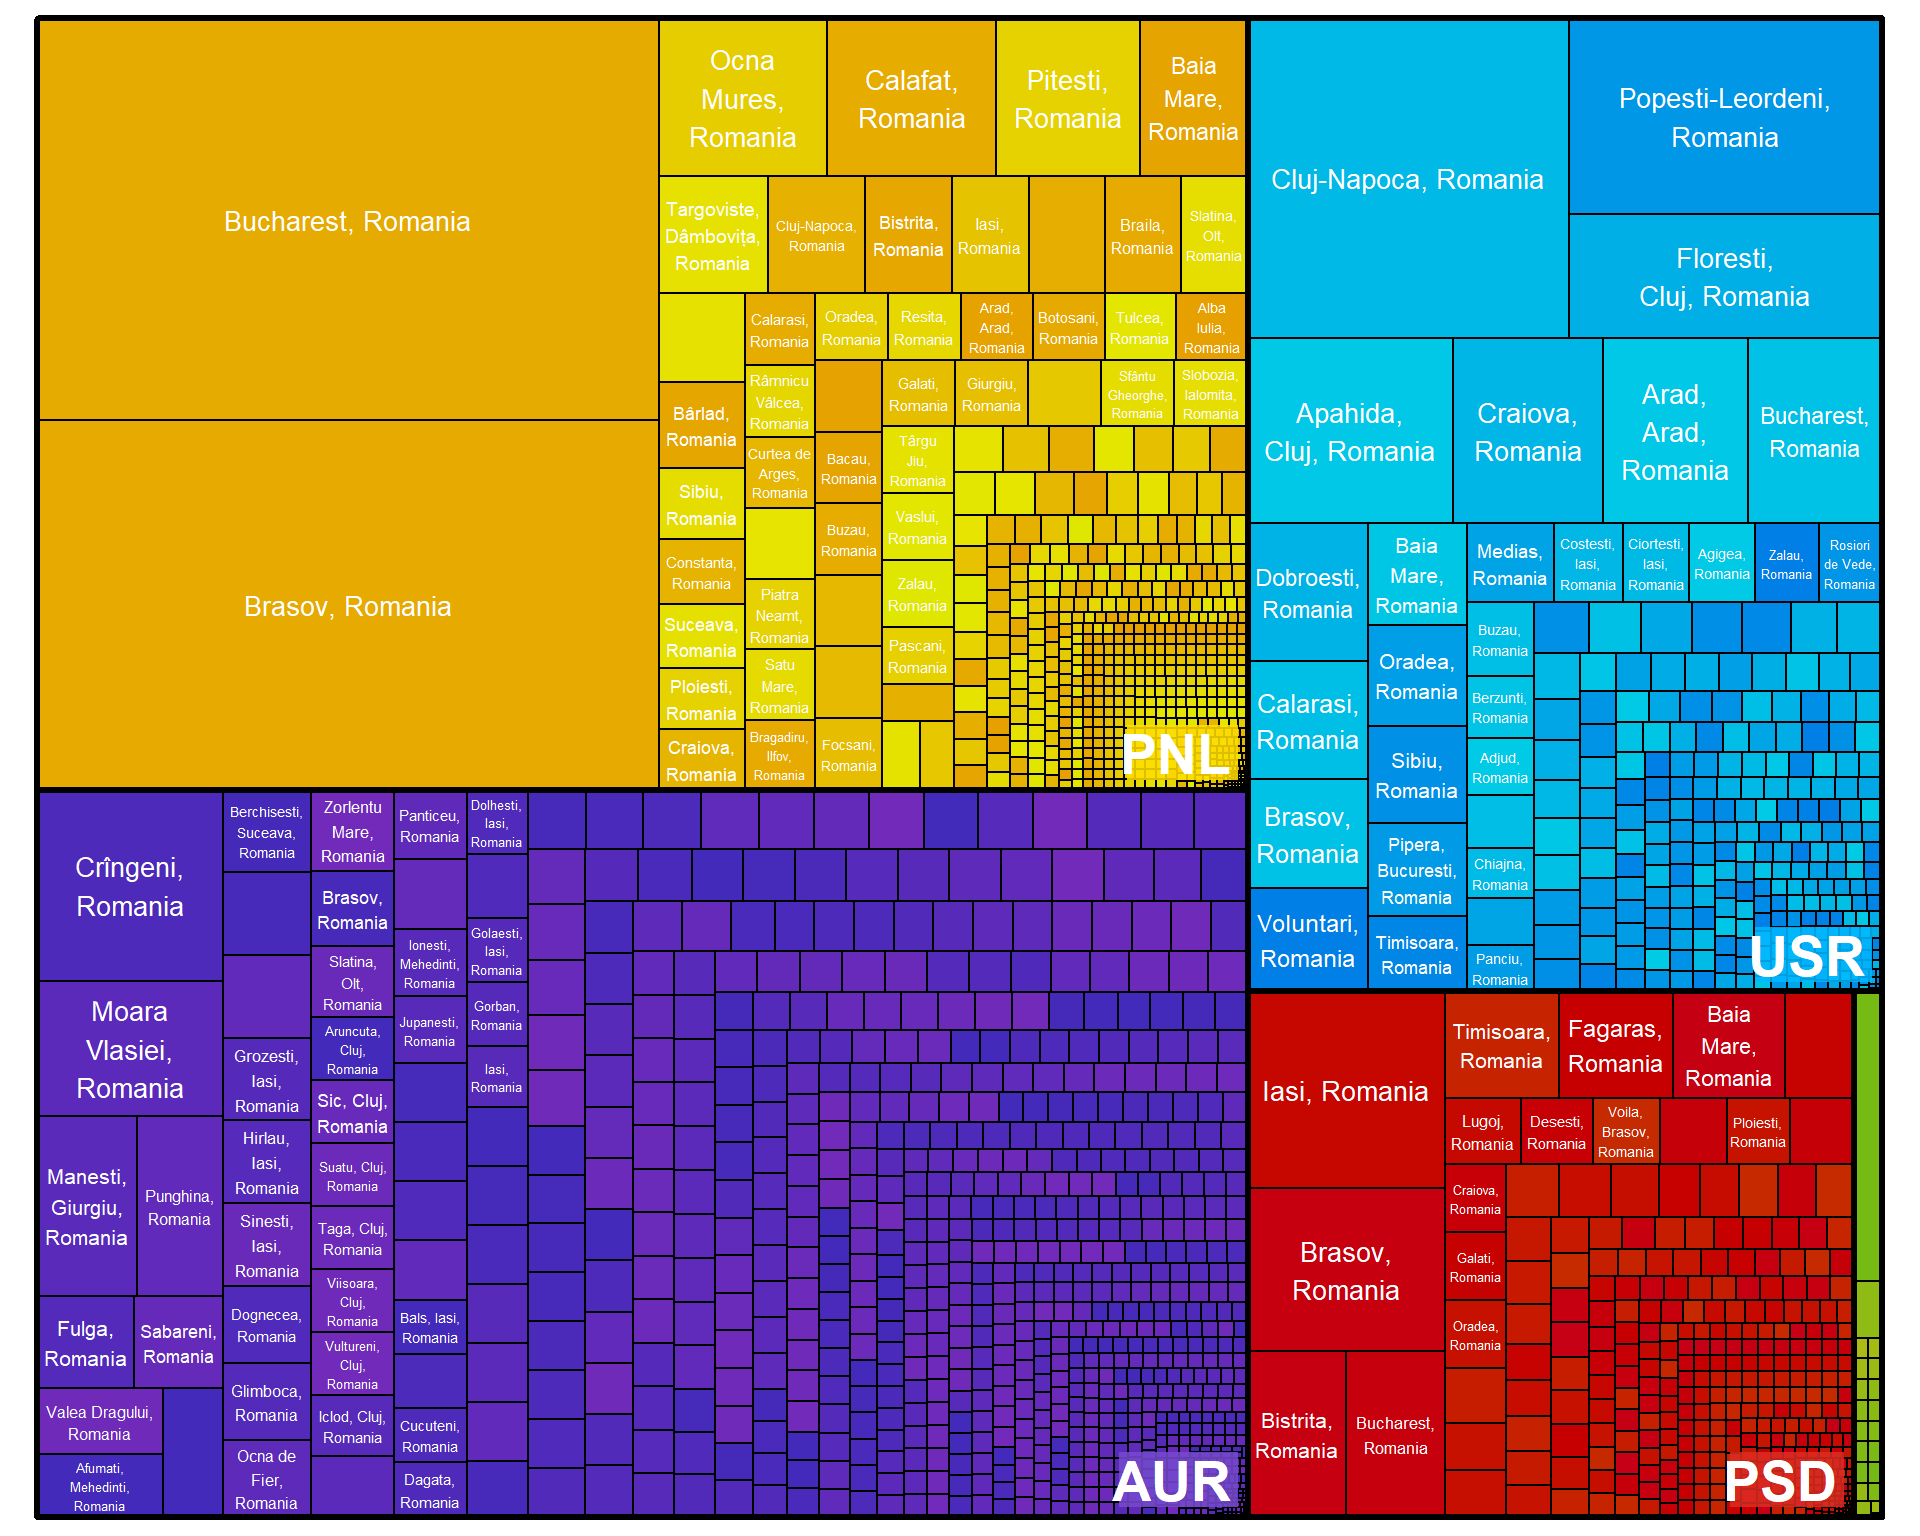 Bucharest, Romania
Brasov, Romania
Ocna
Mures,
Romania
Calafat,
Romania
Pitesti,
Romania
Baia
Mare,
Romania
Targoviste,
Dâmbovița,
Romania
Cluj-Napoca,
Romania
Bistrita,
Romania
Iasi,
Romania
Braila,
Romania
Slatina,
Olt,
Romania
Bârlad,
Romania
Sibiu,
Romania
Constanta,
Romania
Suceava,
Romania
Ploiesti,
Romania
Craiova,
Romania
Calarasi,
Romania
Râmnicu
Vâlcea,
Romania
Curtea de
Arges,
Romania
Piatra
Neamt,
Romania
Satu
Mare,
Romania
Bragadiru,
Ilfov,
Romania
Oradea,
Romania
Resita,
Romania
Arad,
Arad,
Romania
Botosani,
Romania
Tulcea,
Romania
Alba
Iulia,
Romania
Bacau,
Romania
Buzau,
Romania
Focsani,
Romania
Galati,
Romania
Giurgiu,
Romania
Sfântu
Gheorghe,
Romania
Slobozia,
Ialomita,
Romania
Târgu
Jiu,
Romania
Vaslui,
Romania
Zalau,
Romania
Pascani,
Romania
PNL
Cluj-Napoca, Romania
Popesti-Leordeni,
Romania
Floresti,
Cluj, Romania
Apahida,
Cluj, Romania
Craiova,
Romania
Arad,
Arad,
Romania
Bucharest,
Romania
Dobroesti,
Romania
Calarasi,
Romania
Brasov,
Romania
Voluntari,
Romania
Baia
Mare,
Romania
Oradea,
Romania
Sibiu,
Romania
Pipera,
Bucuresti,
Romania
Timisoara,
Romania
Medias,
Romania
Costesti,
Iasi,
Romania
Ciortesti,
Iasi,
Romania
Agigea,
Romania
Zalau,
Romania
Rosiori
de Vede,
Romania
Buzau,
Romania
Berzunti,
Romania
Adjud,
Romania
Chiajna,
Romania
Panciu,
Romania
USR
Crîngeni,
Romania
Moara
Vlasiei,
Romania
Manesti,
Giurgiu,
Romania
Punghina,
Romania
Fulga,
Romania
Sabareni,
Romania
Valea Dragului,
Romania
Afumati,
Mehedinti,
Romania
Berchisesti,
Suceava,
Romania
Grozesti,
Iasi,
Romania
Hirlau,
Iasi,
Romania
Sinesti,
Iasi,
Romania
Dognecea,
Romania
Glimboca,
Romania
Ocna de
Fier,
Romania
Zorlentu
Mare,
Romania
Brasov,
Romania
Slatina,
Olt,
Romania
Aruncuta,
Cluj,
Romania
Sic, Cluj,
Romania
Suatu, Cluj,
Romania
Taga, Cluj,
Romania
Viisoara,
Cluj,
Romania
Vultureni,
Cluj,
Romania
Iclod, Cluj,
Romania
Panticeu,
Romania
Ionesti,
Mehedinti,
Romania
Jupanesti,
Romania
Bals, Iasi,
Romania
Cucuteni,
Romania
Dagata,
Romania
Dolhesti,
Iasi,
Romania
Golaesti,
Iasi,
Romania
Gorban,
Romania
Iasi,
Romania
AUR
Iasi, Romania
Brasov,
Romania
Bistrita,
Romania
Bucharest,
Romania
Timisoara,
Romania
Fagaras,
Romania
Baia
Mare,
Romania
Lugoj,
Romania
Desesti,
Romania
Voila,
Brasov,
Romania
Ploiesti,
Romania
Craiova,
Romania
Galati,
Romania
Oradea,
Romania
PSD